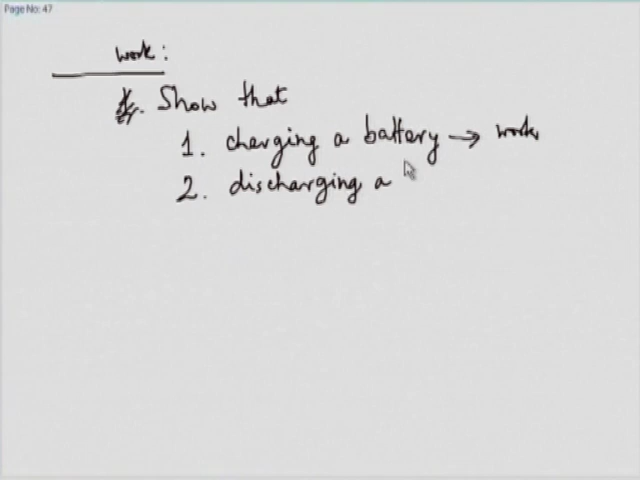 Page No: 47
work:
Show that
1. charging a battery → work
2. discharging a